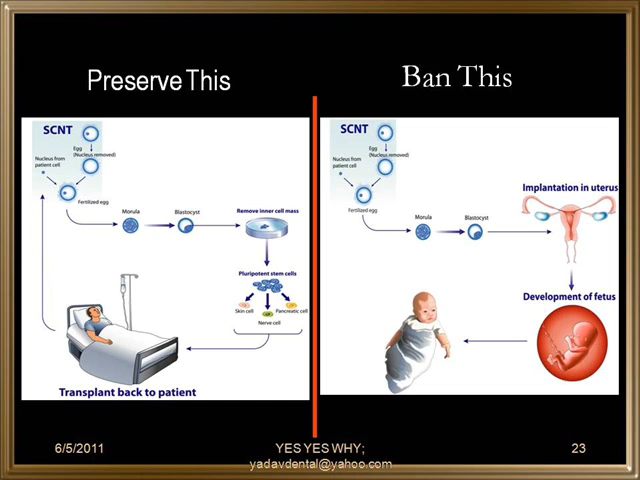 Preserve This
Ban This
SCNT
Egg
(Nucleus removed)
Nucleus from
patient cell
Fertilized egg
Morula
Blastocyst
Remove inner cell mass
Pluripotent stem cells
Skin cell
Pancreatic cell
Nerve cell
Transplant back to patient
SCNT
Egg
(Nucleus removed)
Nucleus from
patient cell
Fertilized egg
Morula
Blastocyst
Implantation in uterus
Development of fetus
6/5/2011
YES YES WHY;
yadavdental@yahoo.com
23